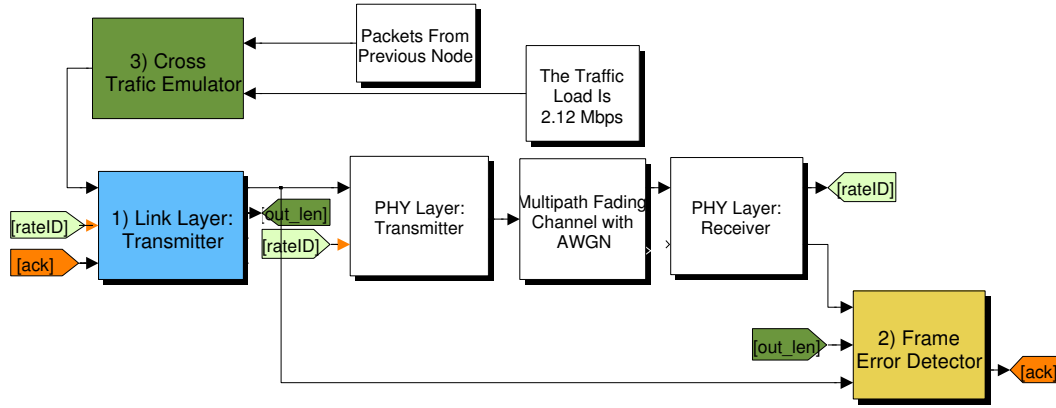 3) Cross
Trafic Emulator
Packets From
Previous Node
The Traffic
Load Is
2.12 Mbps
[rateID]
[ack]
1) Link Layer:
Transmitter
[out_len]
[rateID]
PHY Layer:
Transmitter
Multipath Fading
Channel with
AWGN
PHY Layer:
Receiver
[rateID]
[out_len]
2) Frame
Error Detector
[ack]